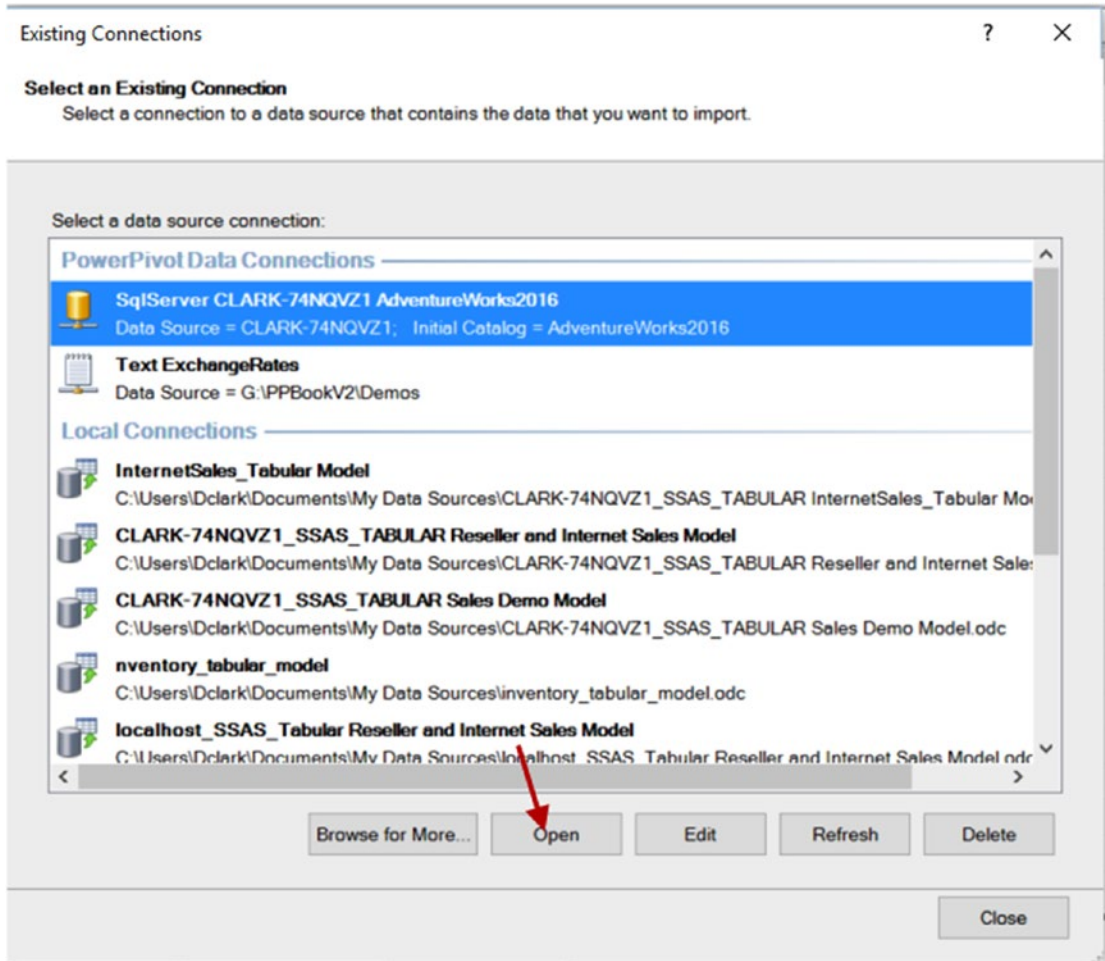 Existing Connections
?
Select an Existing Connection
Select a connection to a data source that contains the data that you want to import.
Select a data source connection:
PowerPivot Data Connections
SqlServer CLARK-74NQVZ1 AdventureWorks2016
Data Source = CLARK-74NQVZ1; Initial Catalog = AdventureWorks2016
Text ExchangeRates
Data Source = G:\PPBookV2\Demos
Local Connections
InternetSales_Tabular Model
C:\Users\Dclark\Documents\My Data Sources\CLARK-74NQVZ1_SSAS_TABULAR InternetSales_Tabular Mo
CLARK-74NQVZ1_SSAS_TABULAR Reseller and Internet Sales Model
C:\Users\Dclark\Documents\My Data Sources\CLARK-74NQVZ1_SSAS_TABULAR Reseller and Internet Sale
CLARK-74NQVZ1_SSAS_TABULAR Sales Demo Model
C:\Users\Dclark\Documents\My Data Sources\CLARK-74NQVZ1_SSAS_TABULAR Sales Demo Model.odc
nventory_tabular_model
C:\Users\Dclark\Documents\My Data Sources\inventory_tabular_model.odc
localhost_SSAS_Tabular Reseller and Internet Sales Model
C:\Users\Dclark\Documents\My Data Sources\localhost_SSAS_Tabular Reseller and Internet Sales Model.odc
Browse for More... Open Edit Refresh Delete
Close